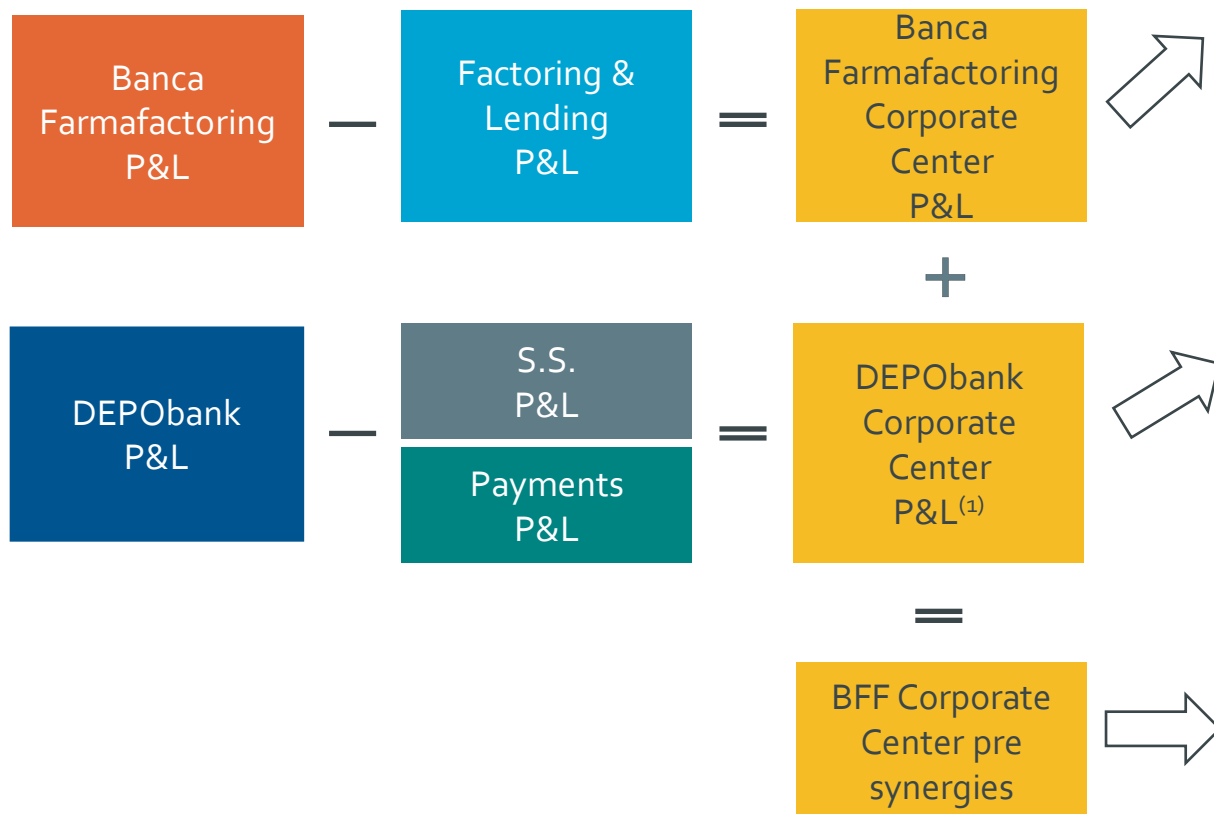 Banca
Farmafactoring
P&L
—
Factoring &
Lending
P&L
=
Banca
Farmafactoring
Corporate
Center
P&L
+
DEPObank
P&L
—
S.S.
P&L
Payments
P&L
=
DEPObank
Corporate
Center
P&L(1)
=
BFF Corporate
Center pre
synergies